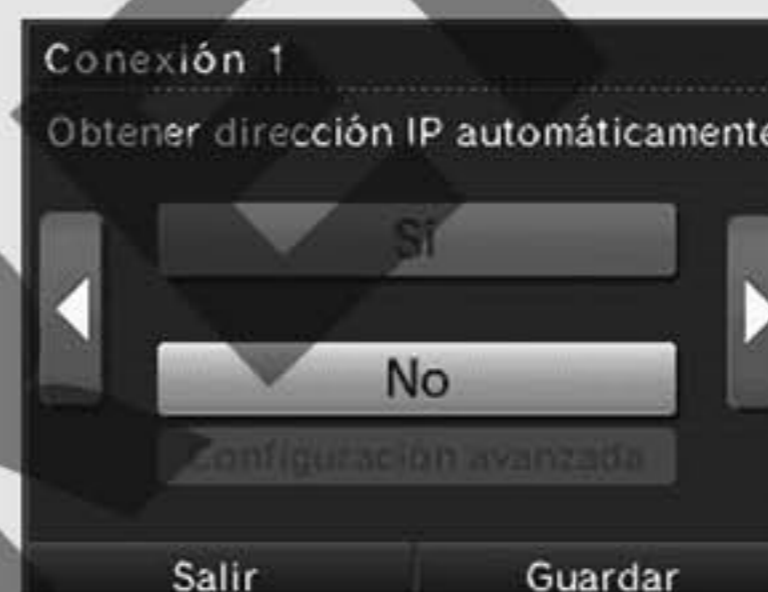 Conexión 1
Obtener dirección IP automáticamente
Sí
No
Configuración avanzada
Salir
Guardar